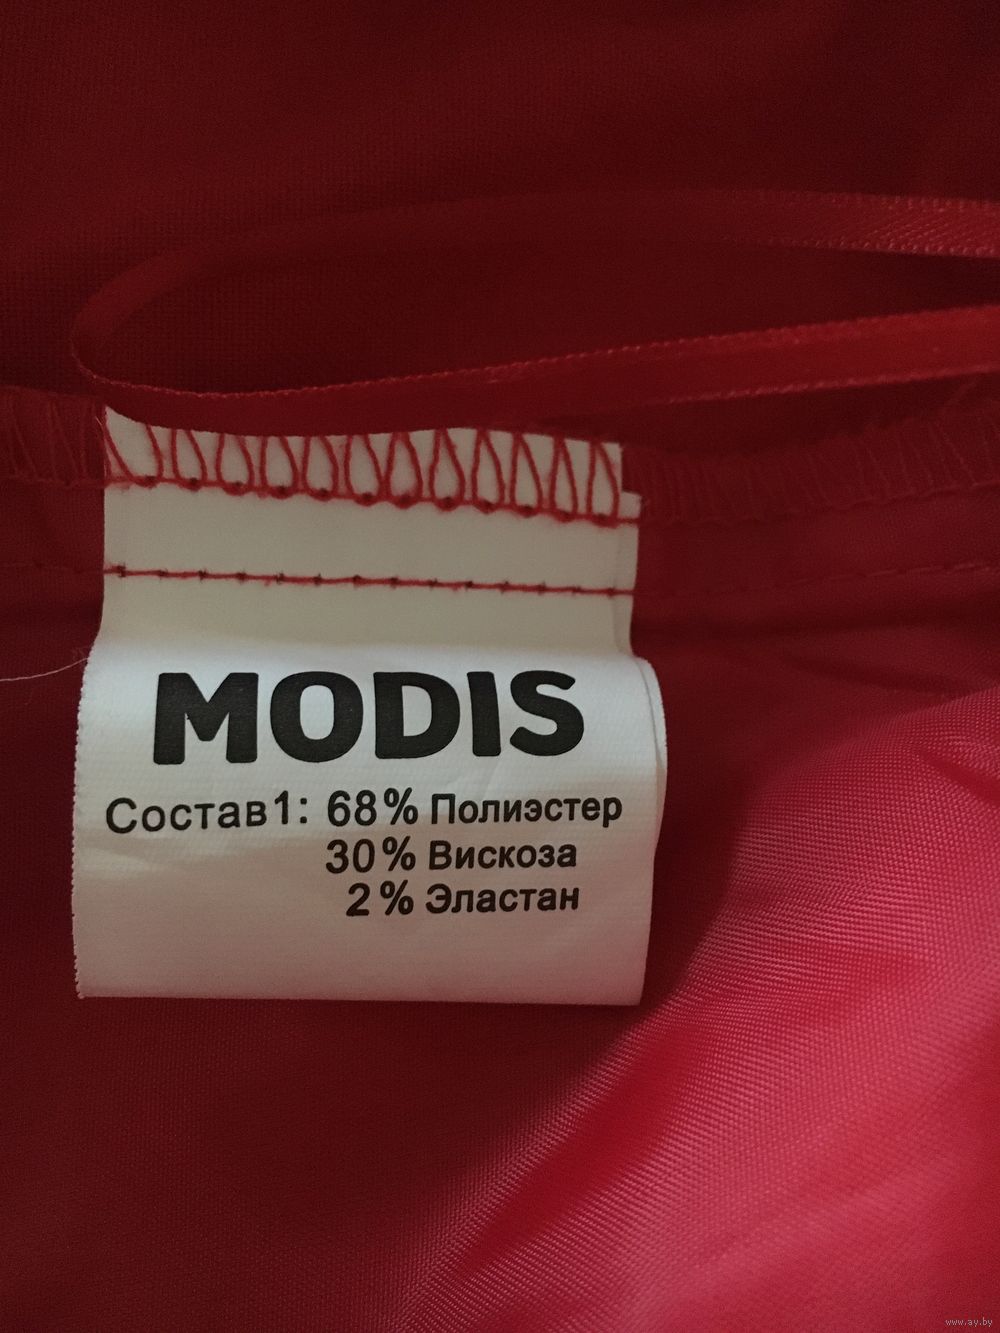 MODIS
Состав1: 68% Полиэстер
30% Вискоза
2% Эластан
www.ay.by